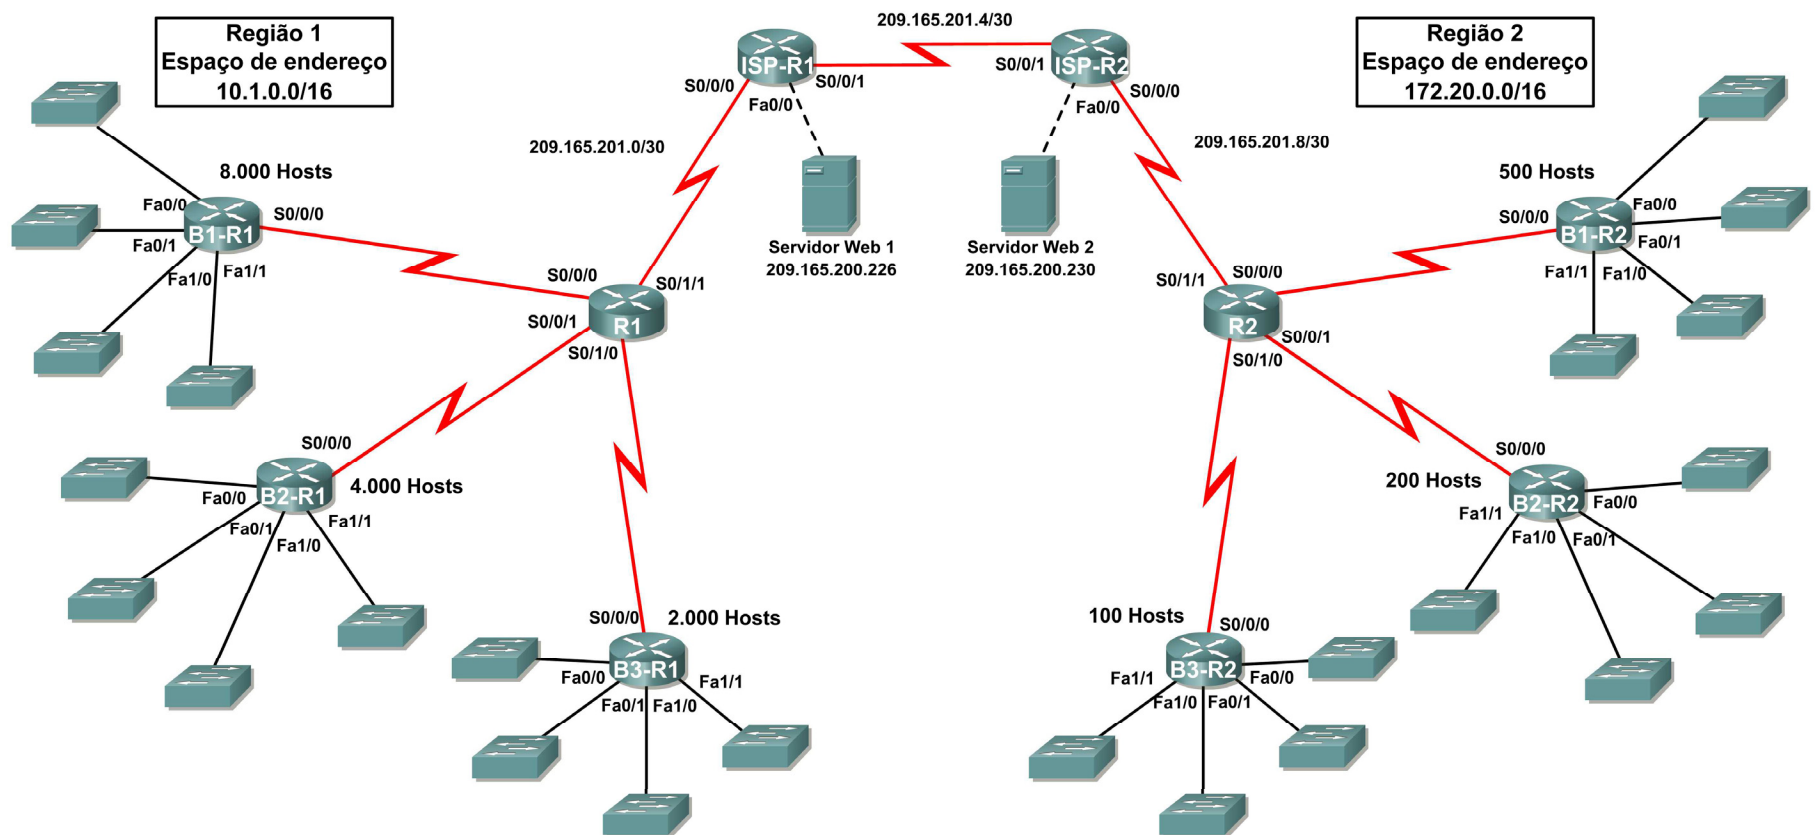 Região 1
Espaço de endereço
10.1.0.0/16
209.165.201.4/30
ISP-R1
S0/0/0
S0/0/1
Fa0/0
ISP-R2
S0/0/1
S0/0/0
Fa0/0
Região 2
Espaço de endereço
172.20.0.0/16
209.165.201.0/30
209.165.201.8/30
Servidor Web 1
209.165.200.226
Servidor Web 2
209.165.200.230
8.000 Hosts
Fa0/0
S0/0/0
B1-R1
Fa0/1
Fa1/0
Fa1/1
S0/0/0
S0/1/1
R1
S0/0/1
S0/1/0
S0/1/1
S0/0/0
R2
S0/0/1
S0/1/0
500 Hosts
S0/0/0
Fa0/0
B1-R2
Fa0/1
Fa1/1
Fa1/0
S0/0/0
B2-R1
4.000 Hosts
Fa0/0
Fa0/1
Fa1/0
Fa1/1
S0/0/0
2.000 Hosts
B3-R1
Fa0/0
Fa0/1
Fa1/0
Fa1/1
100 Hosts
S0/0/0
B3-R2
Fa1/1
Fa0/0
Fa1/0
Fa0/1
S0/0/0
200 Hosts
B2-R2
Fa0/0
Fa1/1
Fa1/0
Fa0/1